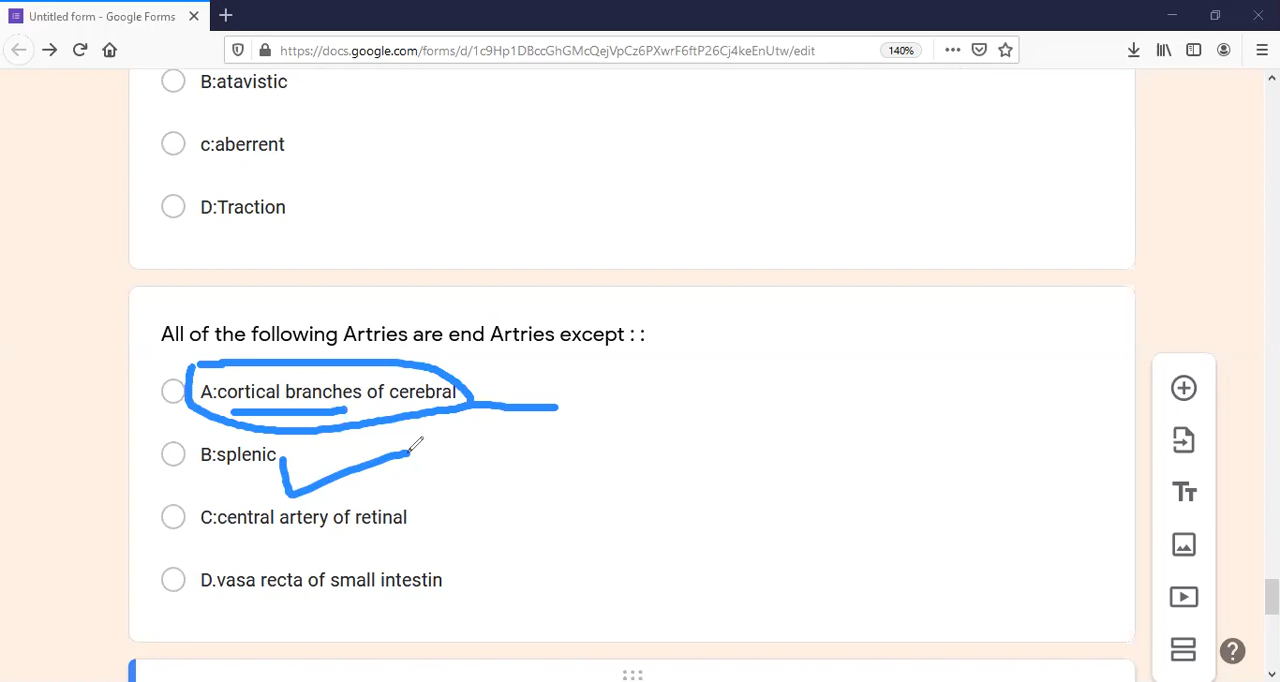 Untitled form - Google Forms
https://docs.google.com/forms/d/1c9Hp1DBccGhGMcQejVpCz6PXwrF6ftP26Cj4keEnUtw/edit
140%
B:atavistic
c:aberrent
D:Traction
All of the following Artries are end Artries except : :
A:cortical branches of cerebral
B:splenic
C:central artery of retinal
D.vasa recta of small intestin